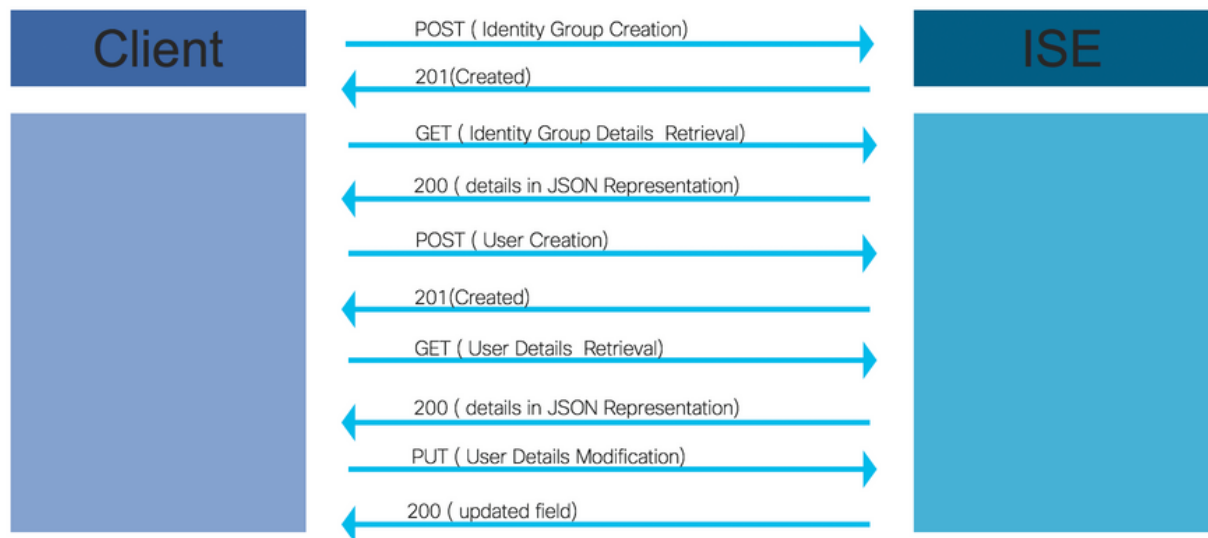 Client
ISE
POST ( Identity Group Creation)
201(Created)
GET ( Identity Group Details  Retrieval)
200 ( details in JSON Representation)
POST ( User Creation)
201(Created)
GET ( User Details  Retrieval)
200 ( details in JSON Representation)
PUT ( User Details Modification)
200 ( updated field)